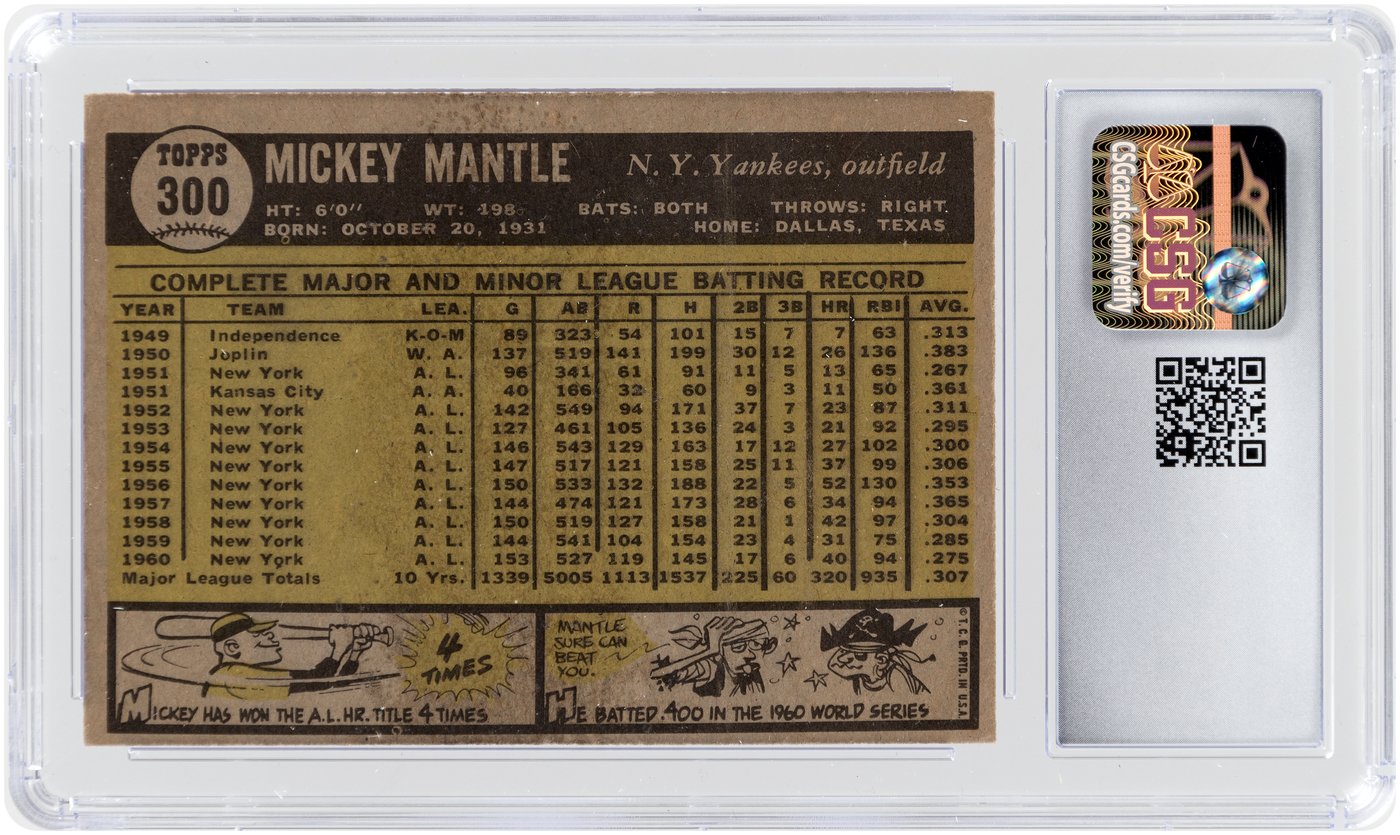 TOPPS
300
MICKEY MANTLE
N. Y. Yankees, outfield
HT: 6'0" WT: 198 BATS: BOTH THROWS: RIGHT
BORN: OCTOBER 20, 1931 HOME: DALLAS, TEXAS
COMPLETE MAJOR AND MINOR LEAGUE BATTING RECORD
YEAR TEAM LEA. G AB R H 2B 3B HR RBI AVG.
1949 Independence K-O-M 89 323 54 101 15 7 7 63 .313
1950 Joplin W. A. 137 519 141 199 30 12 26 136 .383
1951 New York A. L. 96 341 61 91 11 5 13 65 .267
1951 Kansas City A. A. 40 166 32 60 9 3 11 50 .361
1952 New York A. L. 142 549 94 171 37 7 23 87 .311
1953 New York A. L. 127 461 105 136 24 3 21 92 .295
1954 New York A. L. 146 543 129 163 17 12 27 102 .300
1955 New York A. L. 147 517 121 158 25 11 37 99 .306
1956 New York A. L. 150 533 132 188 22 5 52 130 .353
1957 New York A. L. 144 474 121 173 28 6 34 94 .365
1958 New York A. L. 150 519 127 158 21 1 42 97 .304
1959 New York A. L. 144 541 104 154 23 4 31 75 .285
1960 New York A. L. 153 527 119 145 17 6 40 94 .275
Major League Totals 10 Yrs. 1339 5005 1113 1537 225 60 320 935 .307
4
TIMES
MICKEY HAS WON THE A.L. HR. TITLE 4 TIMES
MANTLE
SURE CAN
BEAT
YOU.
HE BATTED .400 IN THE 1960 WORLD SERIES
© T. C. G. PRTD. IN U.S.A.
CSG
CSGcards.com/verify